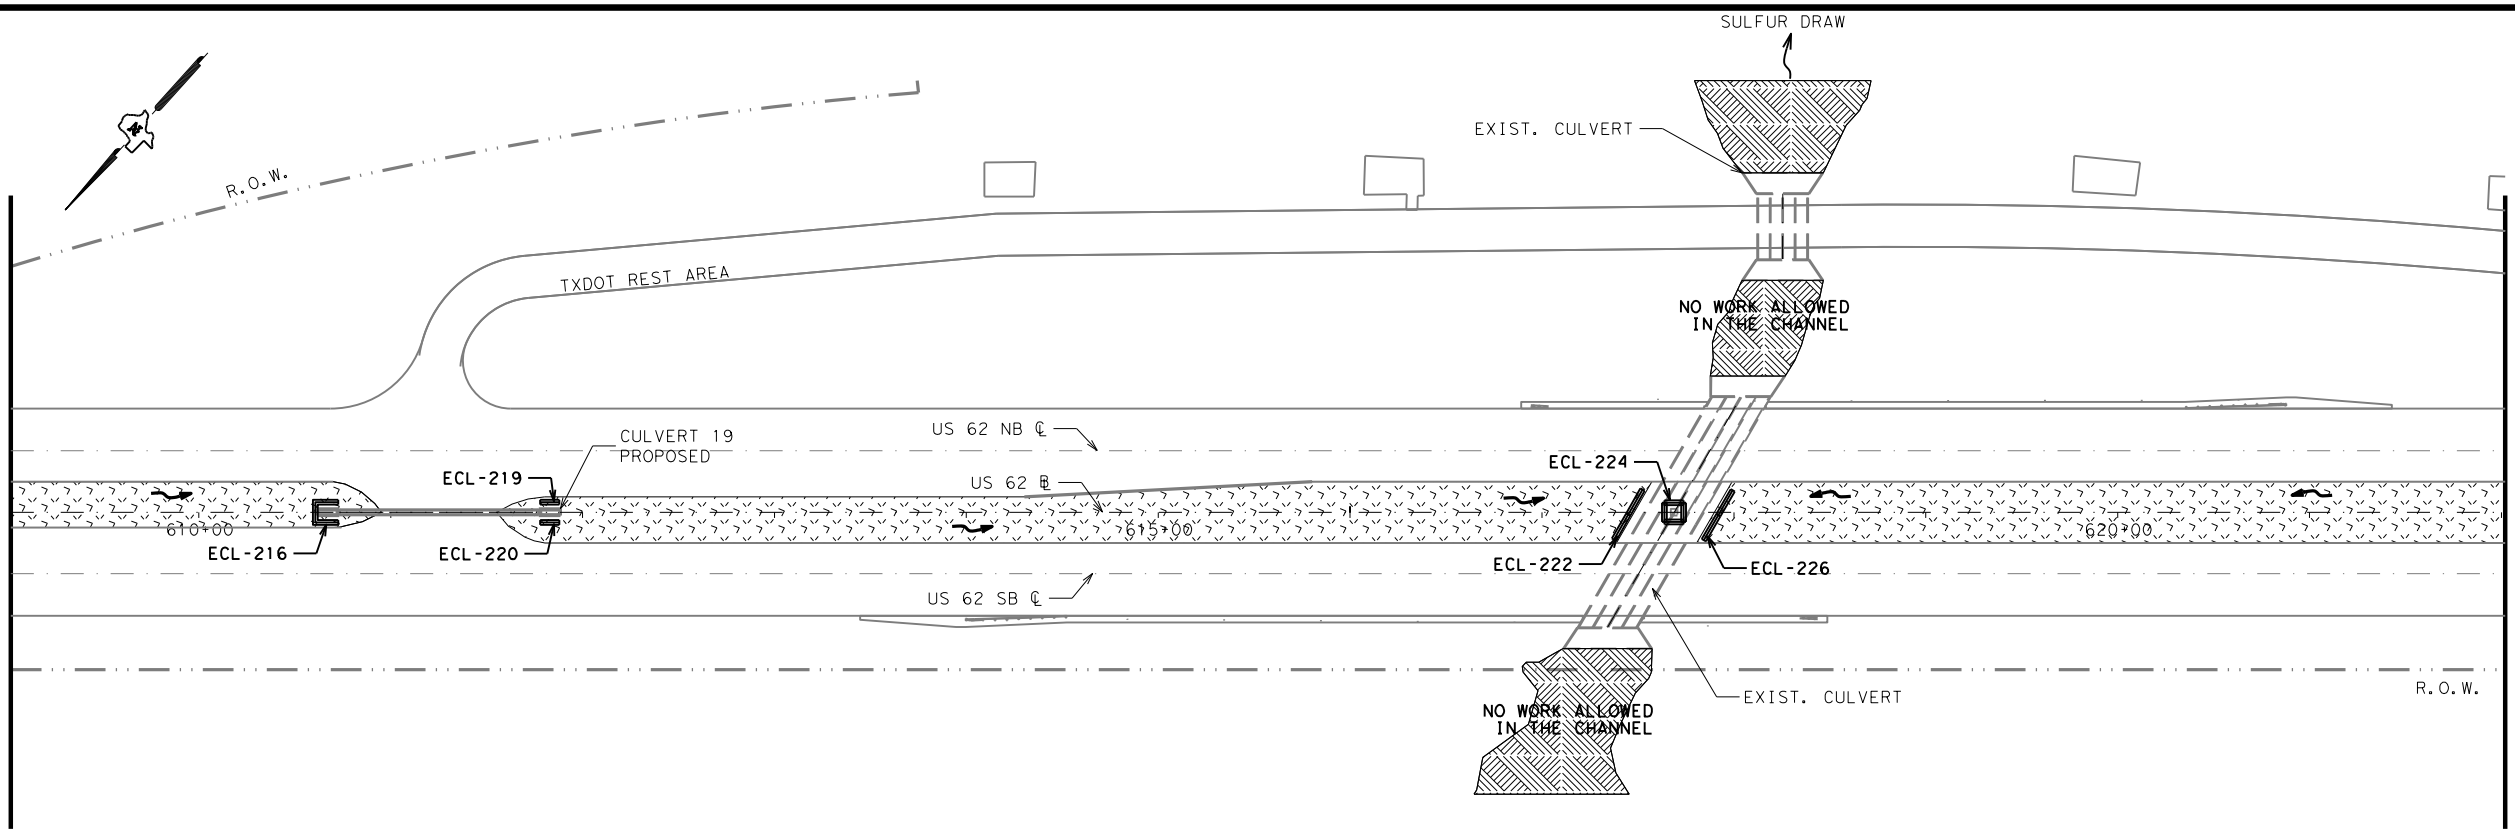 SULFUR DRAW
EXIST. CULVERT
N
R.O.W.
TXDOT REST AREA
NO WORK ALLOWED
IN THE CHANNEL
US 62 NB ℄
CULVERT 19
PROPOSED
ECL-219
ECL-224
US 62 BL
610+00
615+00
620+00
ECL-216
ECL-220
ECL-222
ECL-226
US 62 SB ℄
R.O.W.
EXIST. CULVERT
NO WORK ALLOWED
IN THE CHANNEL